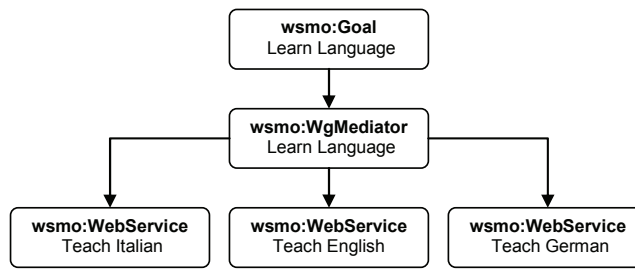 wsmo:Goal
Learn Language
wsmo:WgMediator
Learn Language
wsmo:WebService
Teach Italian
wsmo:WebService
Teach English
wsmo:WebService
Teach German